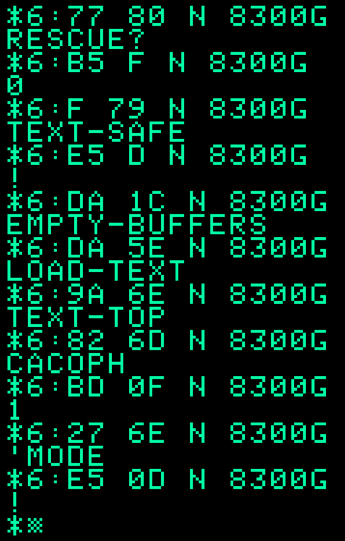 *6:77 80 N 8300G
RESCUE?
*6:B5 F N 8300G
0
*6:F 79 N 8300G
TEXT-SAFE
*6:E5 D N 8300G
!
*6:DA 1C N 8300G
EMPTY-BUFFERS
*6:DA 5E N 8300G
LOAD-TEXT
*6:9A 6E N 8300G
TEXT-TOP
*6:82 6D N 8300G
CACOPH
*6:BD 0F N 8300G
1
*6:27 6E N 8300G
'MODE
*6:E5 0D N 8300G
!
*